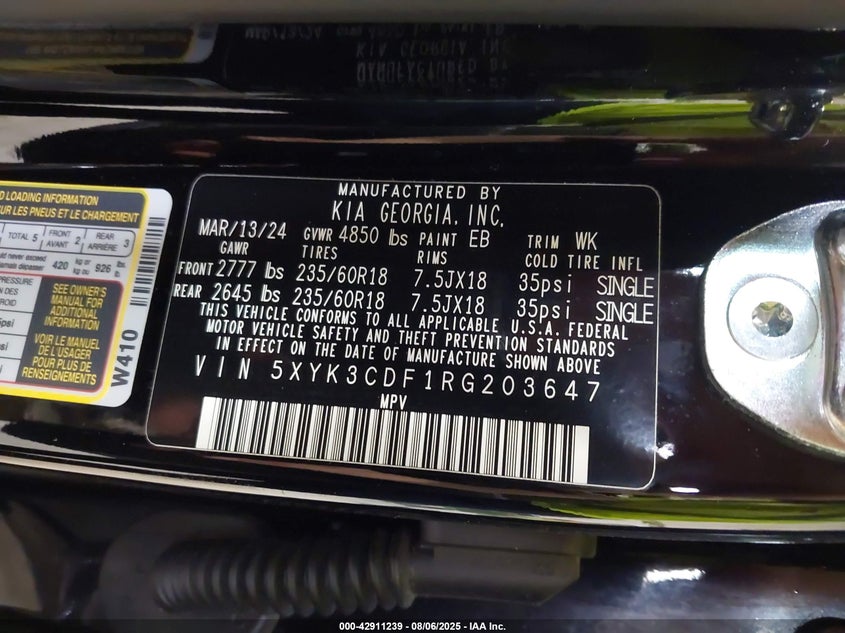 MANUFACTURED BY
KIA GEORGIA, INC.
MAR/13/24 GVWR 4850 lbs PAINT EB TRIM WK
GAWR TIRES RIMS COLD TIRE INFL
FRONT 2777 lbs 235/60R18 7.5JX18 35psi SINGLE
REAR 2645 lbs 235/60R18 7.5JX18 35psi SINGLE
THIS VEHICLE CONFORMS TO ALL APPLICABLE U.S.A. FEDERAL
MOTOR VEHICLE SAFETY AND THEFT PREVENTION STANDARDS
IN EFFECT ON THE DATE OF MANUFACTURE SHOWN ABOVE
VIN 5XYK3CDF1RG203647
MPV
LOADING INFORMATION
SUR LES PNEUS ET LE CHARGEMENT
TOTAL 5 FRONT AVANT 2 REAR ARRIÈRE 3
never exceed
420 kg ou 926 lb.
PRESSURE
SEE OWNER'S
MANUAL FOR
ADDITIONAL
INFORMATION
VOIR LE MANUEL
DE L'USAGER
POUR PLUS DE
RENSEIGNEMENTS
W410
000-42911239 - 08/06/2025 - IAA Inc.